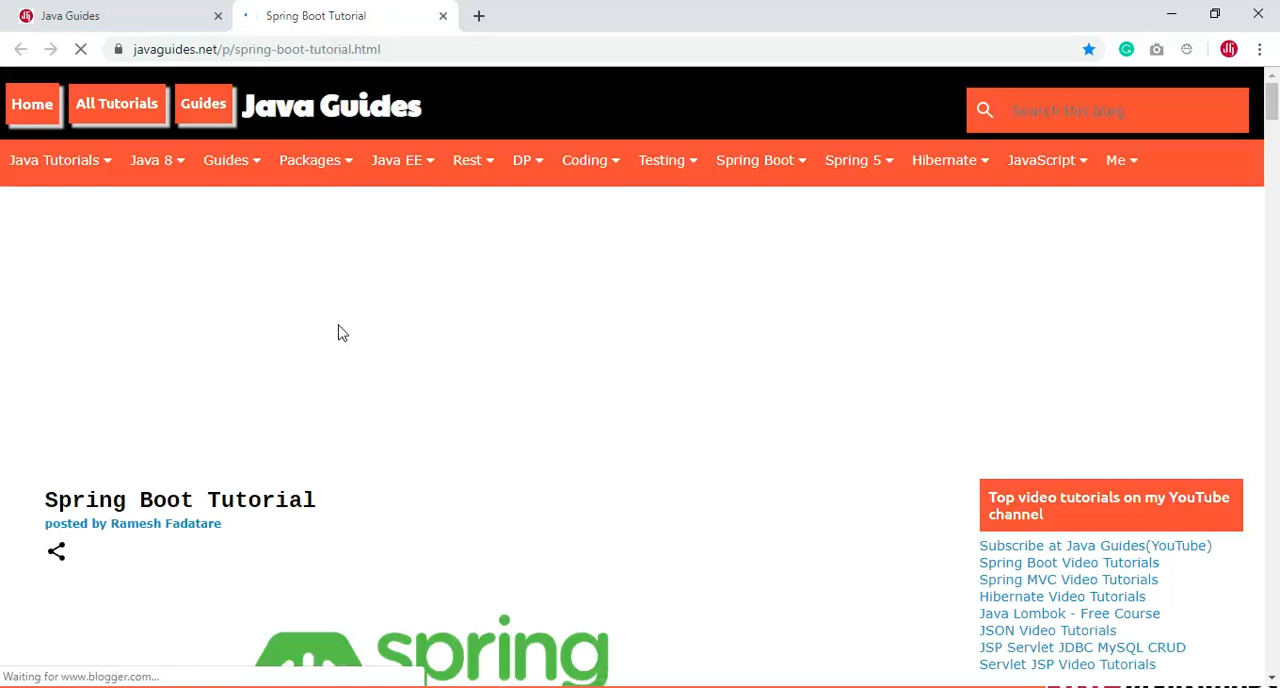 Java Guides
Spring Boot Tutorial
javaguides.net/p/spring-boot-tutorial.html
Home
All Tutorials
Guides
Java Guides
Search this blog
Java Tutorials
Java 8
Guides
Packages
Java EE
Rest
DP
Coding
Testing
Spring Boot
Spring 5
Hibernate
JavaScript
Me
Spring Boot Tutorial
posted by Ramesh Fadatare
Top video tutorials on my YouTube
channel
Subscribe at Java Guides(YouTube)
Spring Boot Video Tutorials
Spring MVC Video Tutorials
Hibernate Video Tutorials
Java Lombok - Free Course
JSON Video Tutorials
JSP Servlet JDBC MySQL CRUD
Servlet JSP Video Tutorials
spring
Waiting for www.blogger.com...